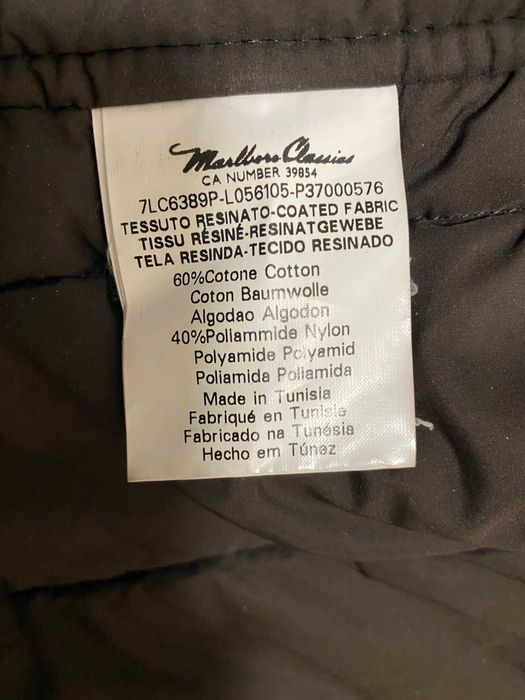 Marlboro Classics
CA NUMBER 39854
7LC6389P-L056105-P37000576
TESSUTO RESINATO-COATED FABRIC
TISSU RÉSINÉ-RESINATGEWEBE
TELA RESINDA-TECIDO RESINADO
60%Cotone Cotton
Coton Baumwolle
Algodao Algodon
40%Poliammide Nylon
Polyamide Polyamid
Poliamida Poliamida
Made in Tunisia
Fabriqué en Tunisie
Fabricado na Tunesia
Hecho em Túnez